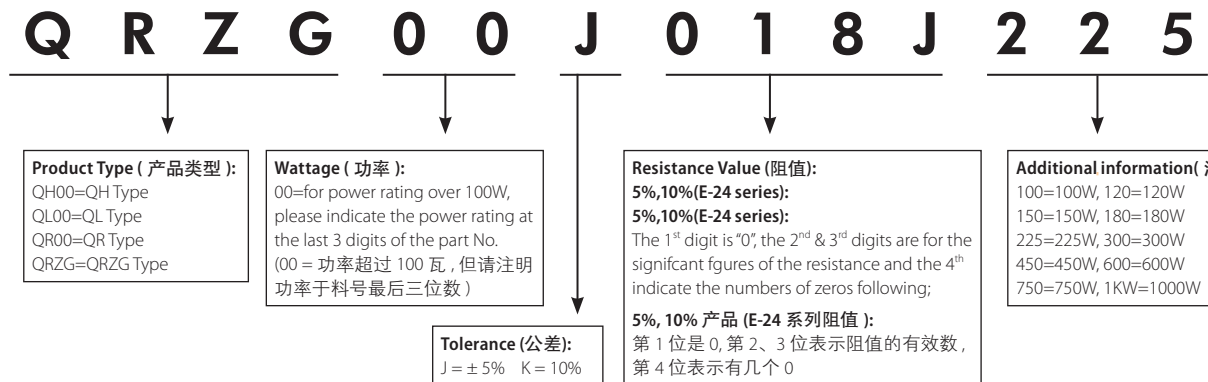 Q R Z G 0 0 J 0 1 8 J 2 2 5
Product Type ( 产品类型 ):
QH00=QH Type
QL00=QL Type
QR00=QR Type
QRZG=QRZG Type
Wattage ( 功率 ):
00=for power rating over 100W,
please indicate the power rating at
the last 3 digits of the part No.
(00 = 功率超过 100 瓦 , 但请注明
功率于料号最后三位数 )
Tolerance (公差):
J = ± 5% K = 10%
Resistance Value (阻值):
5%,10%(E-24 series):
5%,10%(E-24 series):
The 1st digit is "0", the 2nd & 3rd digits are for the
signifcant fgures of the resistance and the 4th
indicate the numbers of zeros following;
5%, 10% 产品 (E-24 系列阻值 ):
第 1 位是 0, 第 2、3 位表示阻值的有效数 ,
第 4 位表示有几个 0
Additional information(
100=100W, 120=120W
150=150W, 180=180W
225=225W, 300=300W
450=450W, 600=600W
750=750W, 1KW=1000W